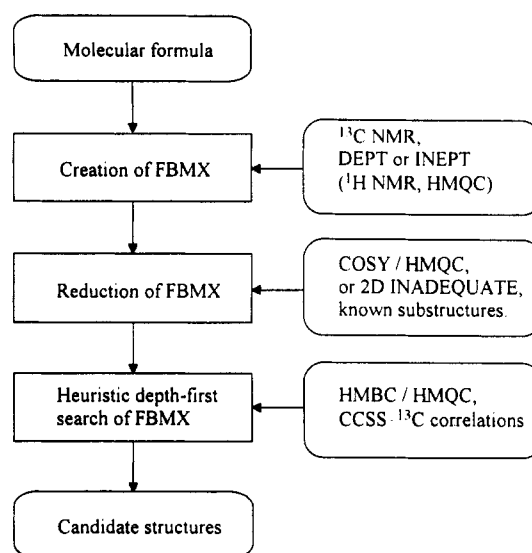 Molecular formula
Creation of FBMX
¹³C NMR,
DEPT or INEPT
(¹H NMR, HMQC)
Reduction of FBMX
COSY / HMQC,
or 2D INADEQUATE,
known substructures.
Heuristic depth-first
search of FBMX
HMBC / HMQC,
CCSS-¹³C correlations
Candidate structures